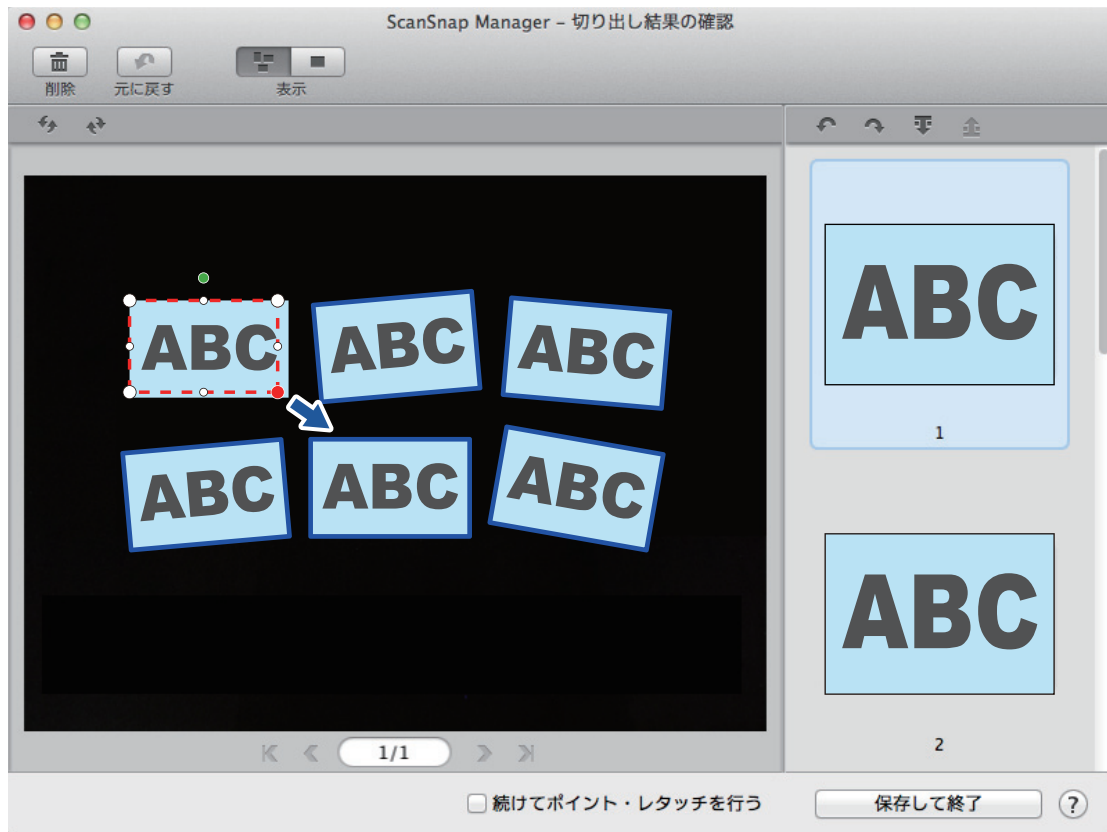 ScanSnap Manager – 切り出し結果の確認
削除
元に戻す
表示
ABC
ABC
ABC
ABC
ABC
ABC
ABC
1
ABC
2
1/1
続けてポイント・レタッチを行う
保存して終了
?